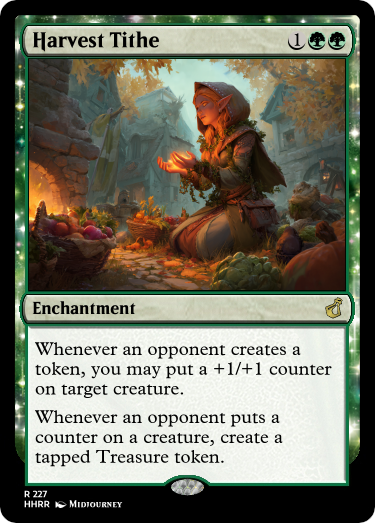 Harvest Tithe 1
Enchantment
Whenever an opponent creates a
token, you may put a +1/+1 counter
on target creature.
Whenever an opponent puts a
counter on a creature, create a
tapped Treasure token.
R 227
HHRR Midjourney